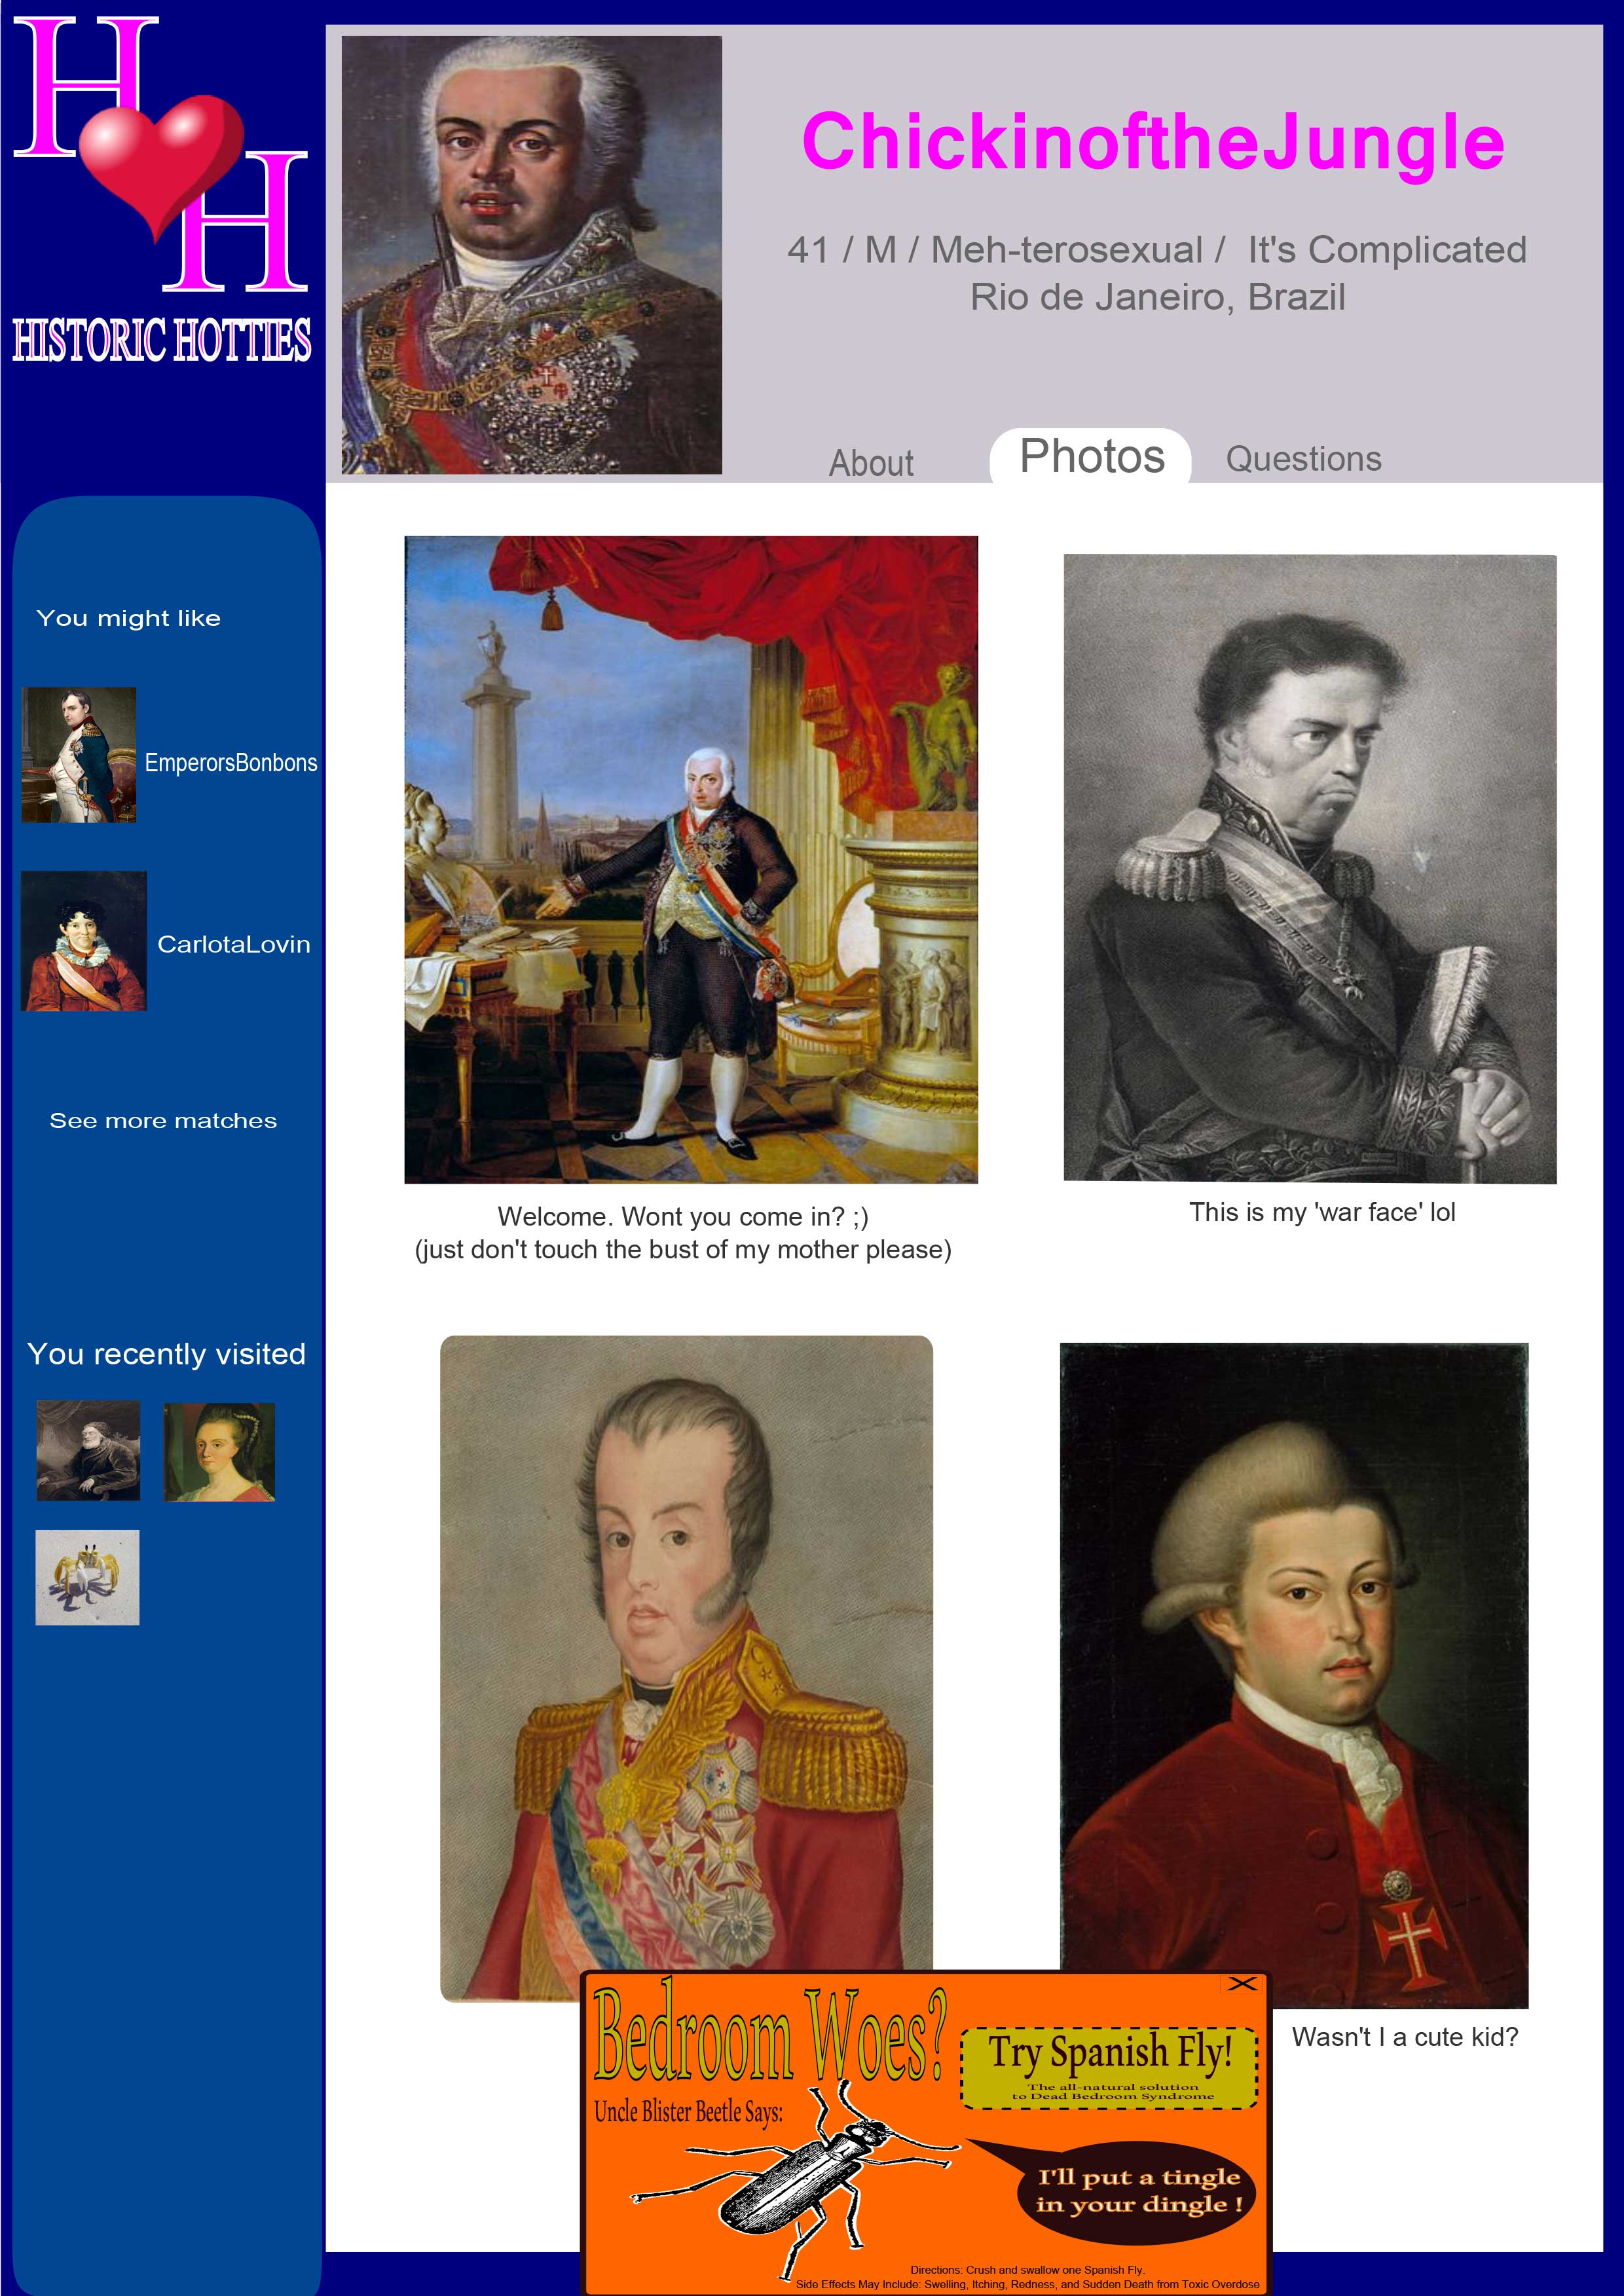 H
H
HISTORIC HOTTIES
ChickinoftheJungle
41 / M / Meh-terosexual / It's Complicated
Rio de Janeiro, Brazil
About
Photos
Questions
You might like
EmperorsBonbons
CarlotaLovin
See more matches
You recently visited
Welcome. Wont you come in? ;)
(just don't touch the bust of my mother please)
This is my 'war face' lol
Wasn't I a cute kid?
Bedroom Woes?
X
Try Spanish Fly!
The all-natural solution
to Dead Bedroom Syndrome
Uncle Blister Beetle Says:
I'll put a tingle
in your dingle !
Directions: Crush and swallow one Spanish Fly.
Side Effects May Include: Swelling, Itching, Redness, and Sudden Death from Toxic Overdose